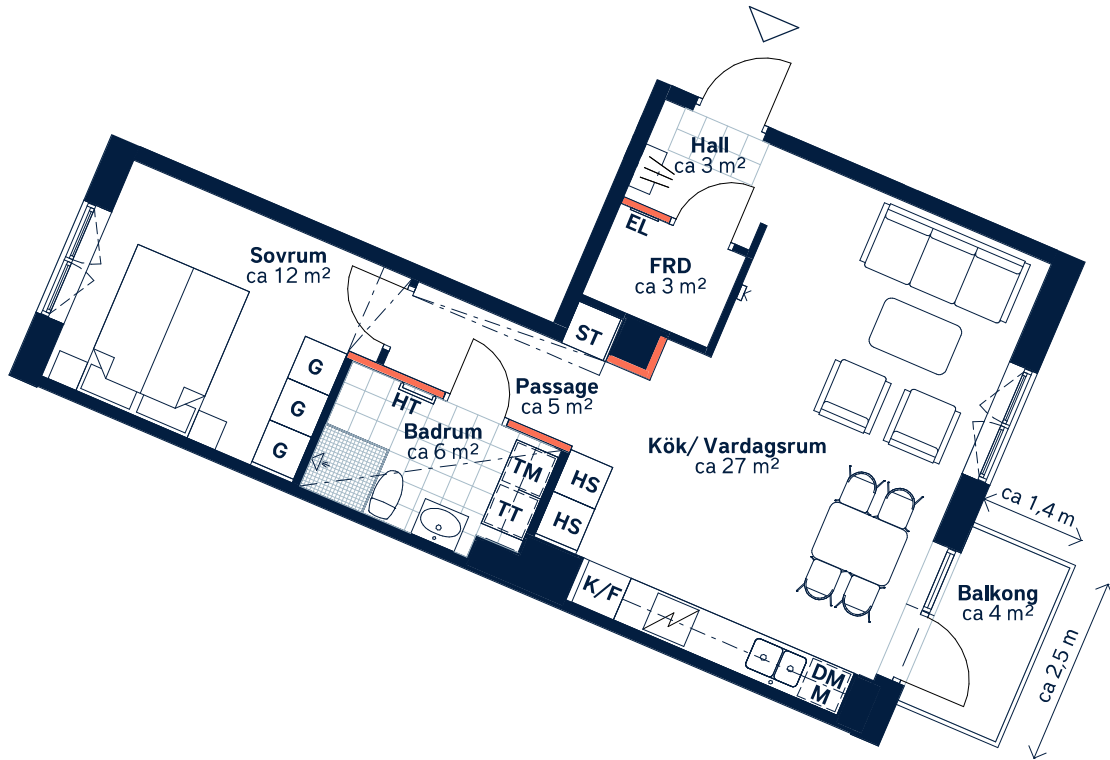 Hall
ca 3 m²
EL
FRD
ca 3 m²
Sovrum
ca 12 m²
ST
G
G
G
HT
Passage
ca 5 m²
Badrum
ca 6 m²
TM
TT
HS
HS
Kök/ Vardagsrum
ca 27 m²
K/F
DM
M
ca 1,4 m
Balkong
ca 4 m²
ca 2,5 m